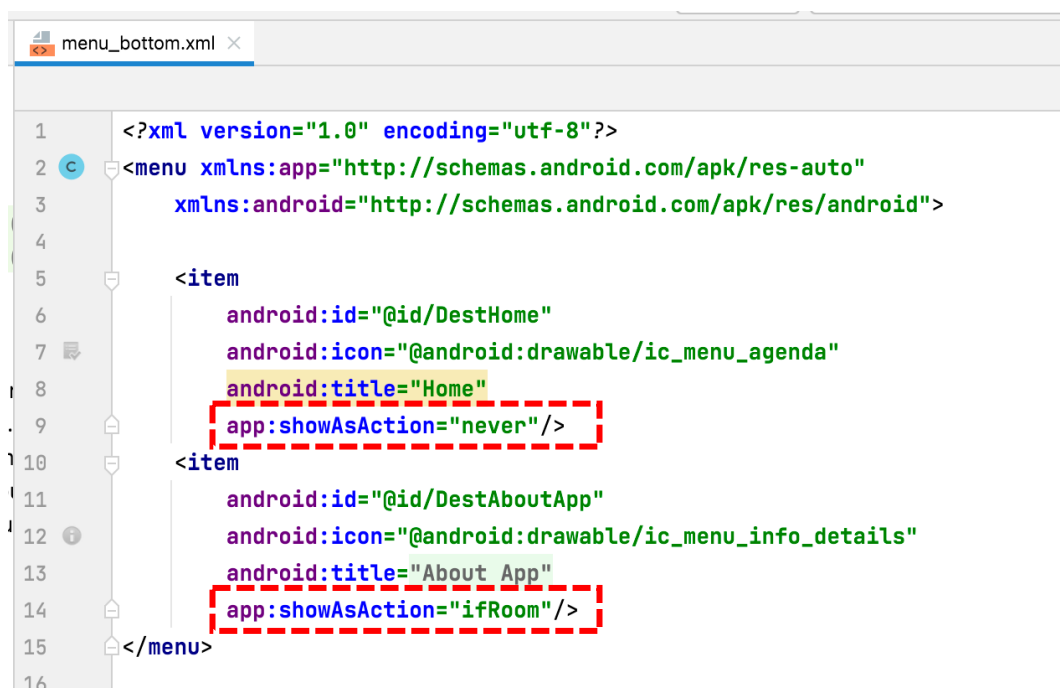 menu_bottom.xml
1 <?xml version="1.0" encoding="utf-8"?>
2 C <menu xmlns:app="http://schemas.android.com/apk/res-auto"
3 xmlns:android="http://schemas.android.com/apk/res/android">
4
5 <item
6 android:id="@id/DestHome"
7 android:icon="@android:drawable/ic_menu_agenda"
8 android:title="Home"
9 app:showAsAction="never"/>
10 <item
11 android:id="@id/DestAboutApp"
12 android:icon="@android:drawable/ic_menu_info_details"
13 android:title="About App"
14 app:showAsAction="ifRoom"/>
15 </menu>
16